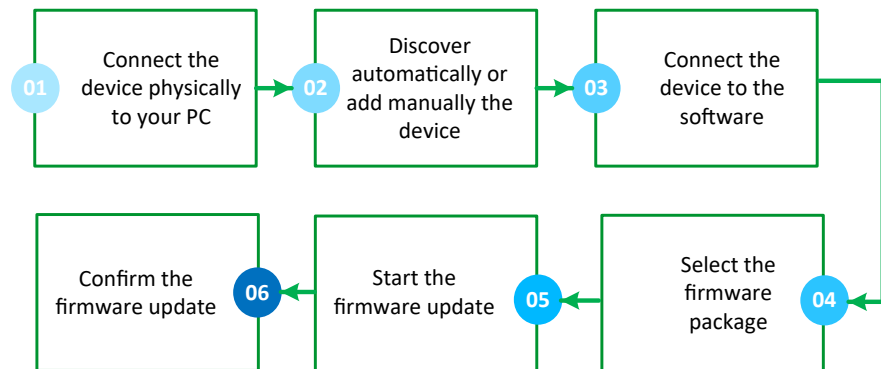 01
Connect the
device physically
to your PC
02
Discover
automatically or
add manually the
device
03
Connect the
device to the
software
04
Select the
firmware
package
05
Start the
firmware update
06
Confirm the
firmware update